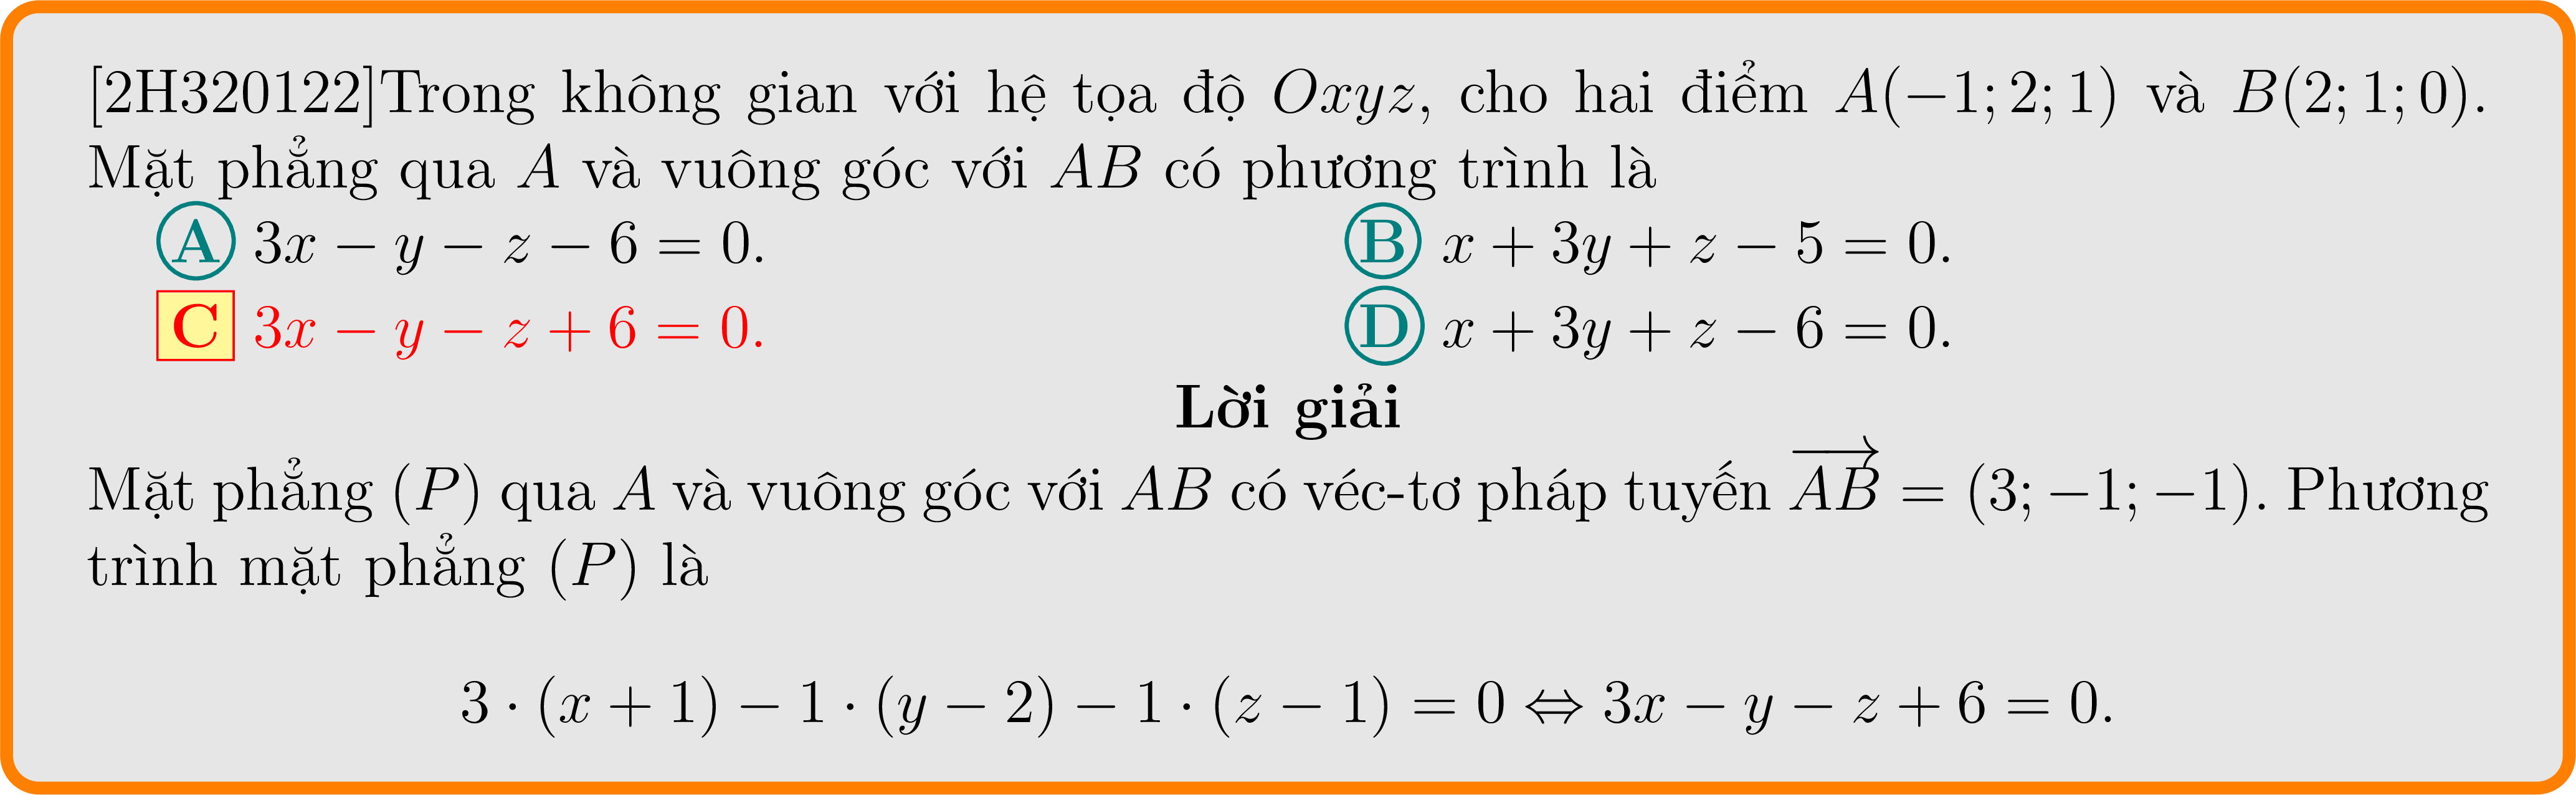 [2H320122]Trong không gian với hệ tọa độ Oxyz, cho hai điểm A(−1; 2; 1) và B(2; 1; 0).
Mặt phẳng qua A và vuông góc với AB có phương trình là
A 3x − y − z − 6 = 0. B x + 3y + z − 5 = 0.
C 3x − y − z + 6 = 0. D x + 3y + z − 6 = 0.
Lời giải
Mặt phẳng (P) qua A và vuông góc với AB có véc-tơ pháp tuyến $\overrightarrow{AB}$ = (3; −1; −1). Phương
trình mặt phẳng (P) là
3 · (x + 1) − 1 · (y − 2) − 1 · (z − 1) = 0 ⇔ 3x − y − z + 6 = 0.